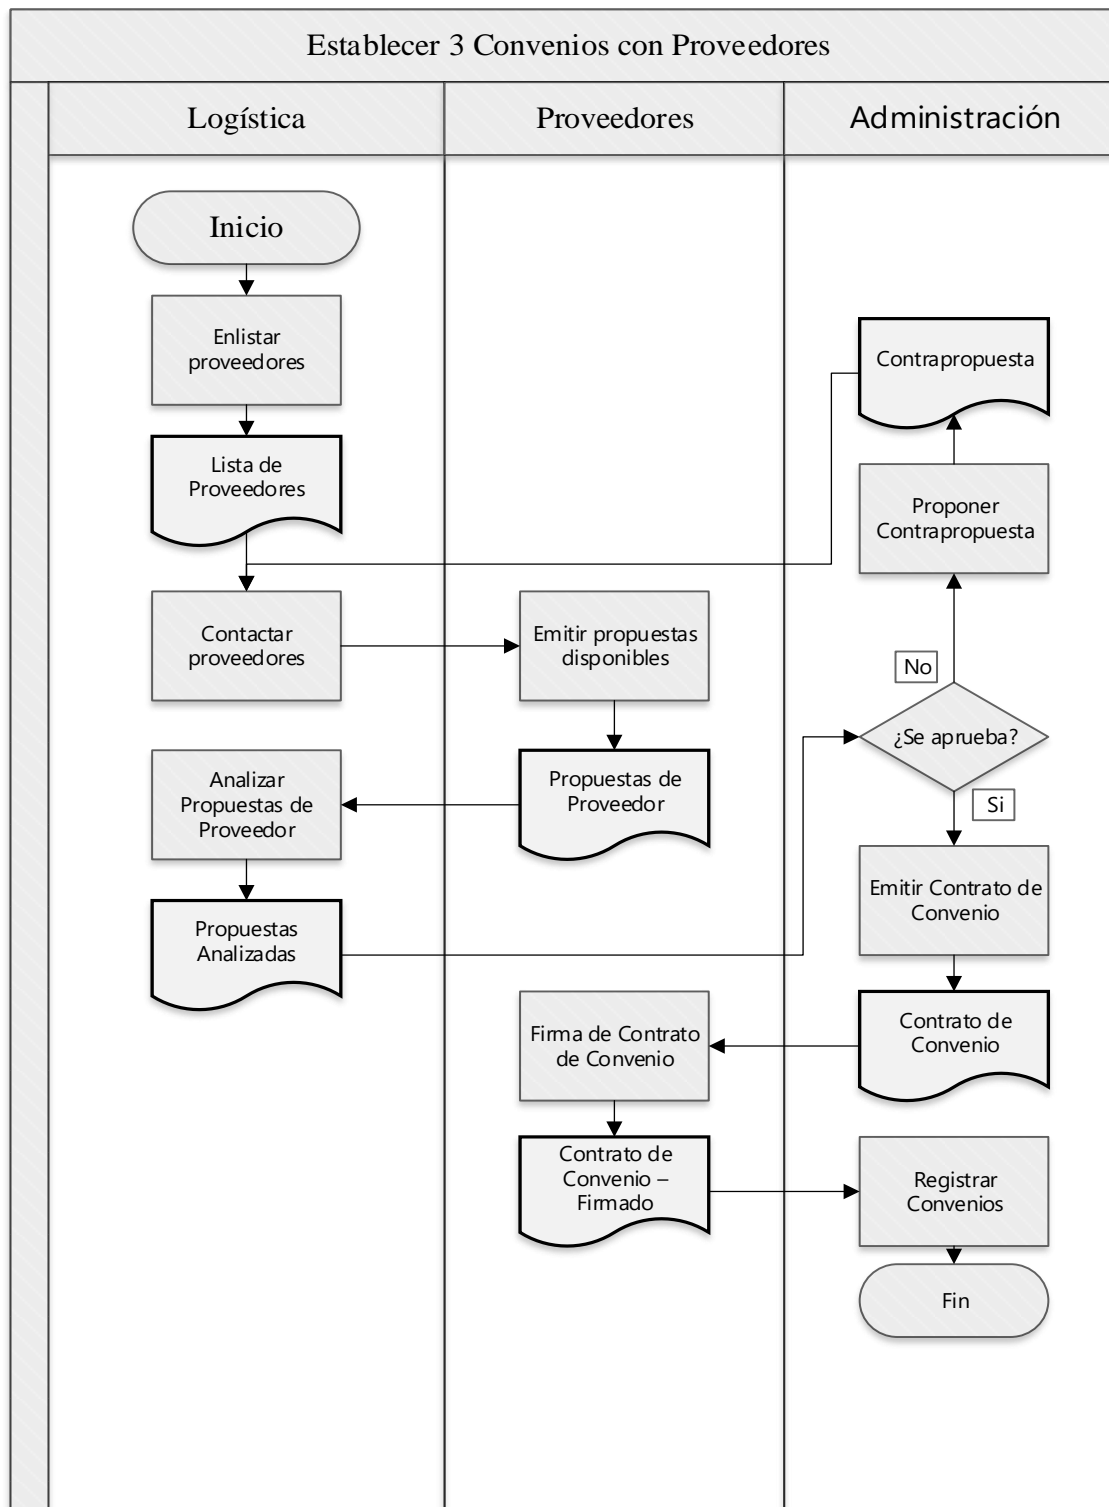 Establecer 3 Convenios con Proveedores
Logística
Proveedores
Administración
Inicio
Enlistar
proveedores
Lista de
Proveedores
Contactar
proveedores
Analizar
Propuestas de
Proveedor
Propuestas
Analizadas
Emitir propuestas
disponibles
Propuestas de
Proveedor
Firma de Contrato
de Convenio
Contrato de
Convenio –
Firmado
Contrapropuesta
Proponer
Contrapropuesta
No
¿Se aprueba?
Si
Emitir Contrato de
Convenio
Contrato de
Convenio
Registrar
Convenios
Fin